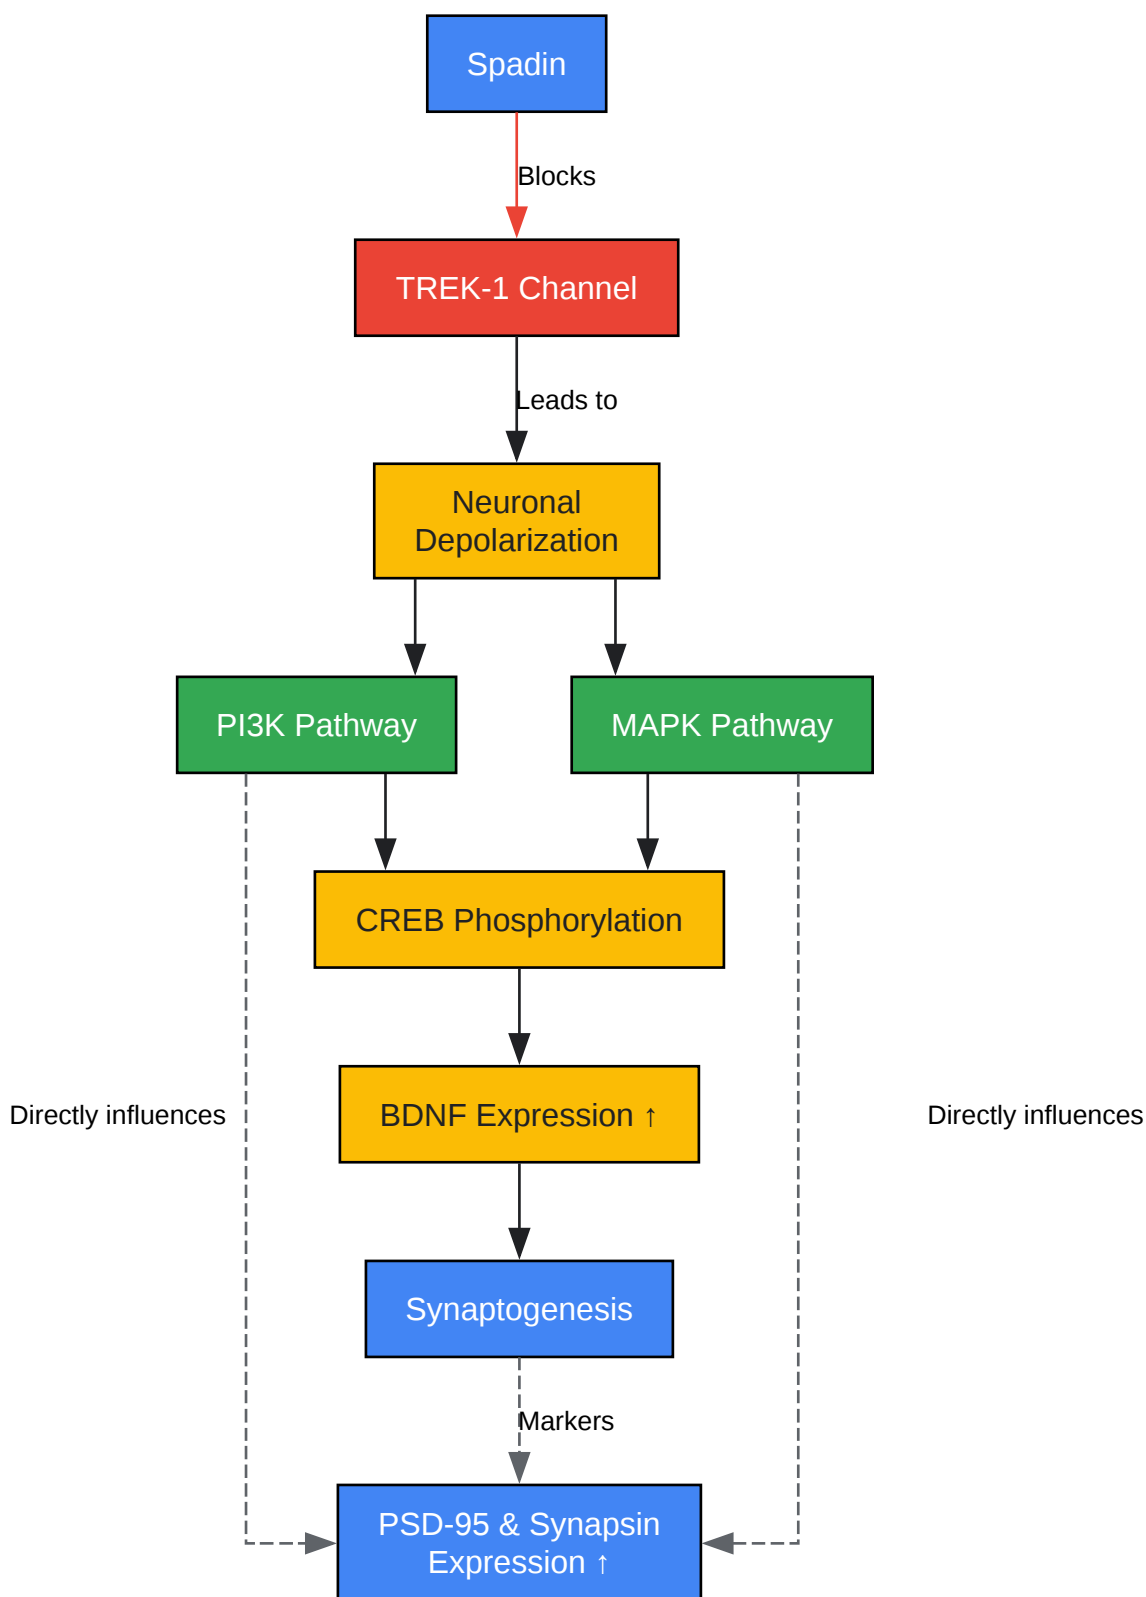 Spadin
Blocks
TREK-1 Channel
Leads to
Neuronal
Depolarization
PI3K Pathway
MAPK Pathway
CREB Phosphorylation
Directly influences
BDNF Expression ↑
Directly influences
Synaptogenesis
Markers
PSD-95 & Synapsin
Expression ↑